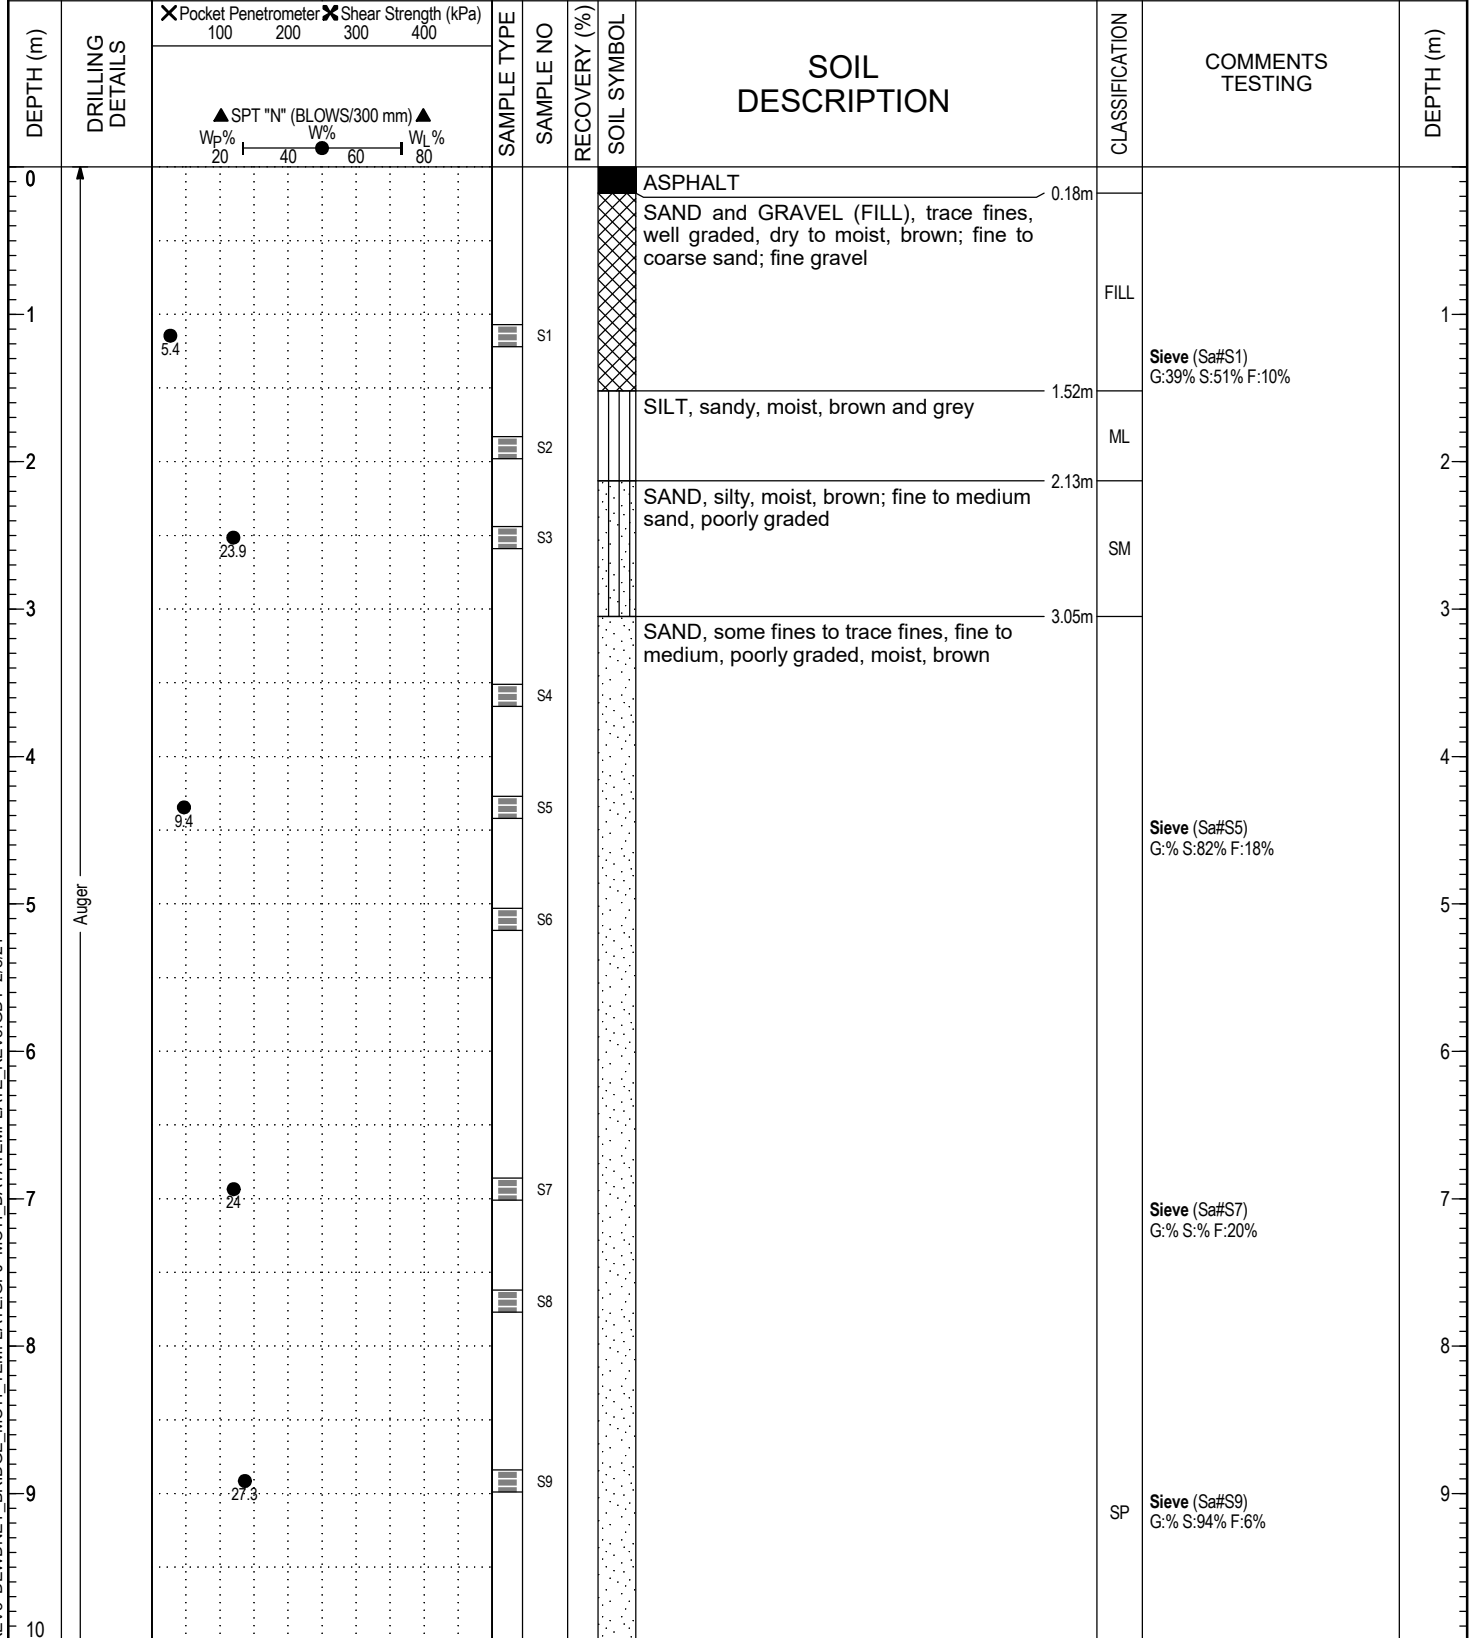 Pocket Penetrometer Shear Strength (kPa)
100 200 300 400
DEPTH (m)
DRILLING
DETAILS
SPT "N" (BLOWS/300 mm)
WP% W% WL%
20 40 60 80
SAMPLE TYPE
SAMPLE NO
RECOVERY (%)
SOIL SYMBOL
SOIL
DESCRIPTION
CLASSIFICATION
COMMENTS
TESTING
DEPTH (m)
0
ASPHALT
0.18m
SAND and GRAVEL (FILL), trace fines,
well graded, dry to moist, brown; fine to
coarse sand; fine gravel
FILL
1
1
5.4
S1
Sieve (Sa#S1)
G:39% S:51% F:10%
1.52m
SILT, sandy, moist, brown and grey
ML
S2
2
2
2.13m
SAND, silty, moist, brown; fine to medium
sand, poorly graded
23.9
S3
SM
3
3
3.05m
SAND, some fines to trace fines, fine to
medium, poorly graded, moist, brown
S4
4
4
9.4
S5
Sieve (Sa#S5)
G:% S:82% F:18%
Auger
5
5
S6
6
6
S7
7
7
24
Sieve (Sa#S7)
G:% S:% F:20%
S8
8
8
S9
9
9
27.3
SP
Sieve (Sa#S9)
G:% S:94% F:6%
10